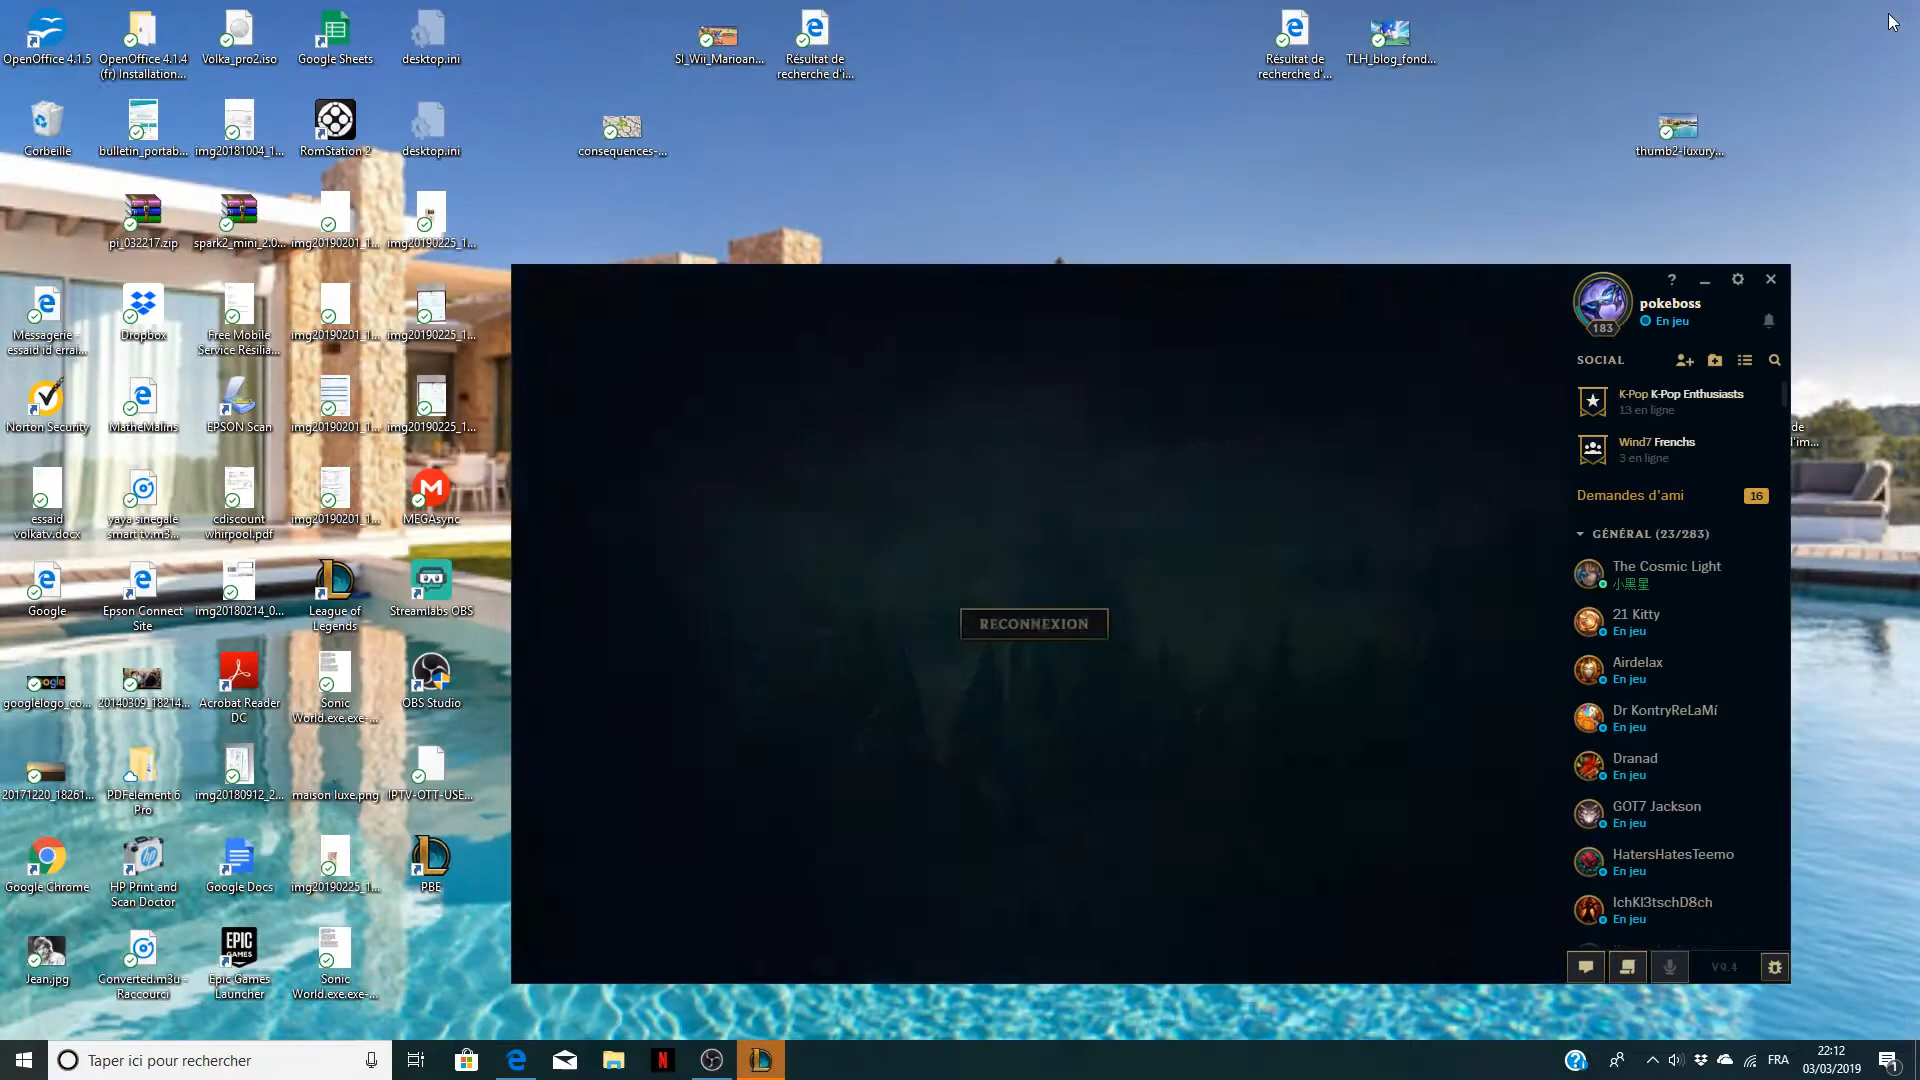 OpenOffice 4.1.5
OpenOffice 4.1.4
(fr) Installation...
Volka_pro2.iso
Google Sheets
desktop.ini
SI_Wii_Marioan...
Résultat de
recherche d'i...
Résultat de
recherche d'...
TLH_blog_fond...
Corbeille
bulletin_portab...
img20181004_1...
RomStation 2
desktop.ini
consequences-...
thumb2-luxury...
pi_032217.zip
spark2_mini_2.0...
img20190201_1...
img20190225_1...
Messagerie -
essaid id errai...
Dropbox
Free Mobile
Service Résilia...
img20190201_1...
img20190225_1...
Norton Security
MatheMalins
EPSON Scan
img20190201_1...
img20190225_1...
essaid
volkatv.docx
yaya sinegale
smart tv.m3...
cdiscount
whirpool.pdf
img20190201_1...
MEGAsync
Google
Epson Connect
Site
img20180214_0...
League of
Legends
Streamlabs OBS
googlelogo_co...
20140309_18214...
Acrobat Reader
DC
Sonic
World.exe.exe-...
OBS Studio
20171220_18261...
PDFelement 6
Pro
img20180912_2...
maison luxe.png
IPTV-OTT-USE...
Google Chrome
HP Print and
Scan Doctor
Google Docs
img20190225_1...
PBE
Jean.jpg
Converted.m3u -
Raccourci
EPIC
GAMES
Epic Games
Launcher
Sonic
World.exe.exe-...
de
l'im...
RECONNEXION
183
pokeboss
En jeu
SOCIAL
K-Pop K-Pop Enthusiasts
13 en ligne
Wind7 Frenchs
3 en ligne
Demandes d'ami
16
GÉNÉRAL (23/283)
The Cosmic Light
小黑星
21 Kitty
En jeu
Airdelax
En jeu
Dr KontryReLaMí
En jeu
Dranad
En jeu
GOT7 Jackson
En jeu
HatersHatesTeemo
En jeu
IchKl3tschD8ch
En jeu
V9.4
Taper ici pour rechercher
FRA
22:12
03/03/2019
1